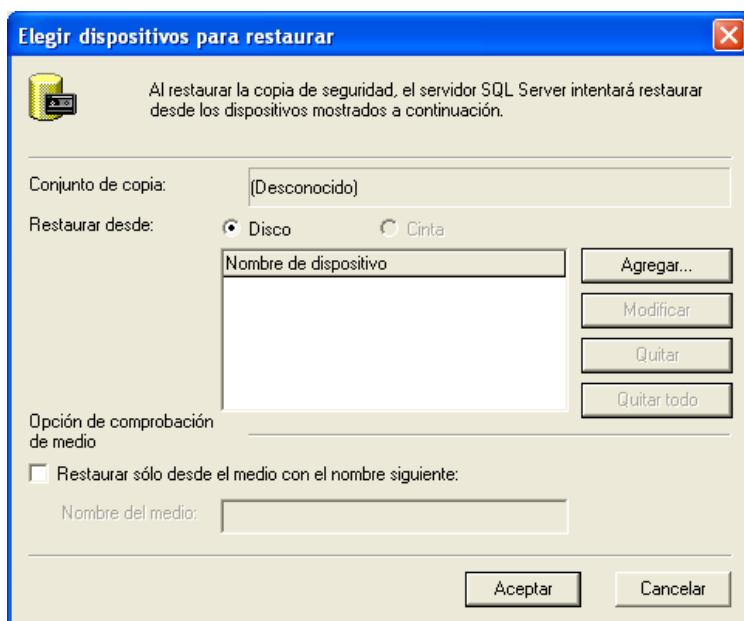 Elegir dispositivos para restaurar
Al restaurar la copia de seguridad, el servidor SQL Server intentará restaurar
desde los dispositivos mostrados a continuación.
Conjunto de copia:
(Desconocido)
Restaurar desde:
Disco
Cinta
Nombre de dispositivo
Agregar...
Modificar
Quitar
Quitar todo
Opción de comprobación
de medio
Restaurar sólo desde el medio con el nombre siguiente:
Nombre del medio:
Aceptar
Cancelar